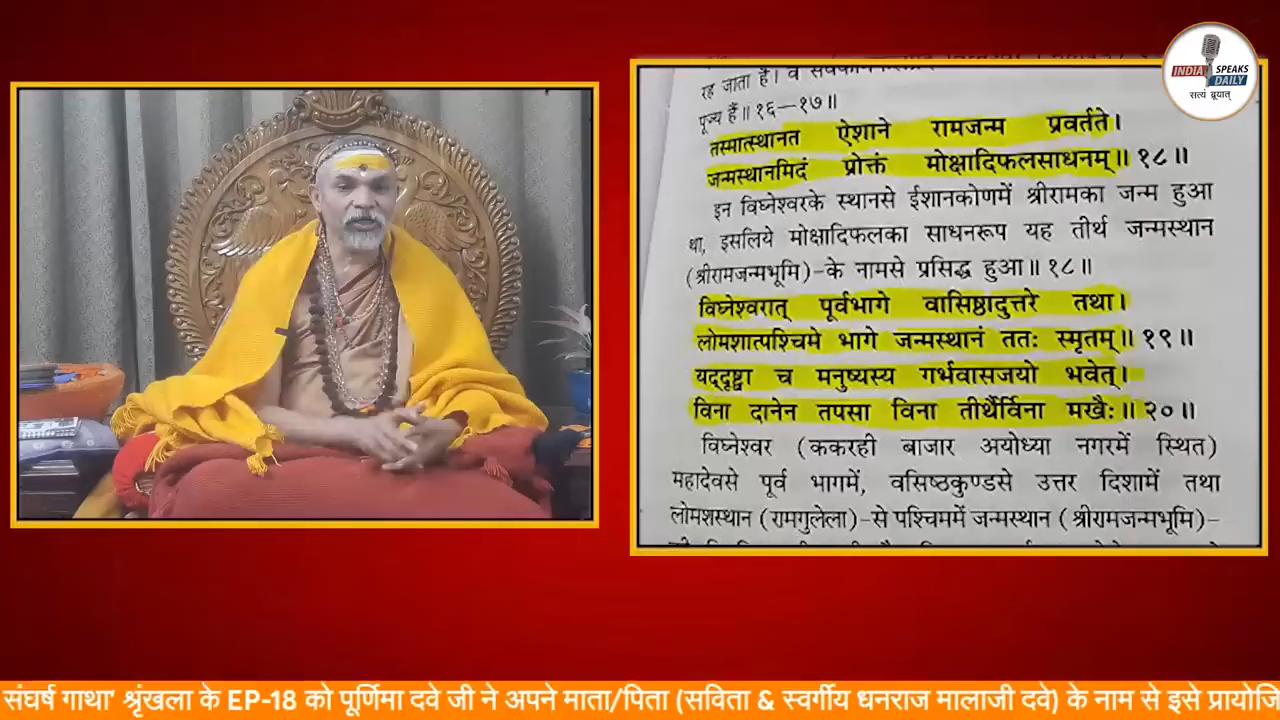 रह जाता है। वे
पूज्य हैं॥ १६—१७॥
तस्मात्स्थानत ऐशाने रामजन्म प्रवर्तते।
जन्मस्थानमिदं प्रोक्तं मोक्षादिफलसाधनम्॥ १८॥
इन विघ्नेश्वरके स्थानसे ईशानकोणमें श्रीरामका जन्म हुआ
था, इसलिये मोक्षादिफलका साधनरूप यह तीर्थ जन्मस्थान
(श्रीरामजन्मभूमि)-के नामसे प्रसिद्ध हुआ॥ १८॥
विघ्नेश्वरात् पूर्वभागे वासिष्ठादुत्तरे तथा।
लोमशात्पश्चिमे भागे जन्मस्थानं ततः स्मृतम्॥ १९॥
यद्दृष्ट्वा च मनुष्यस्य गर्भवासजयो भवेत्।
विना दानेन तपसा विना तीर्थैर्विना मखैः॥ २०॥
विघ्नेश्वर (ककरही बाजार अयोध्या नगरमें स्थित)
महादेवसे पूर्व भागमें, वसिष्ठकुण्डसे उत्तर दिशामें तथा
लोमशस्थान (रामगुलेला)-से पश्चिममें जन्मस्थान (श्रीरामजन्मभूमि)-
INDIA SPEAKS
DAILY
सत्यं ब्रूयात्
संघर्ष गाथा' श्रृंखला के EP-18 को पूर्णिमा दवे जी ने अपने माता/पिता (सविता & स्वर्गीय धनराज मालाजी दवे) के नाम से इसे प्रायोजि